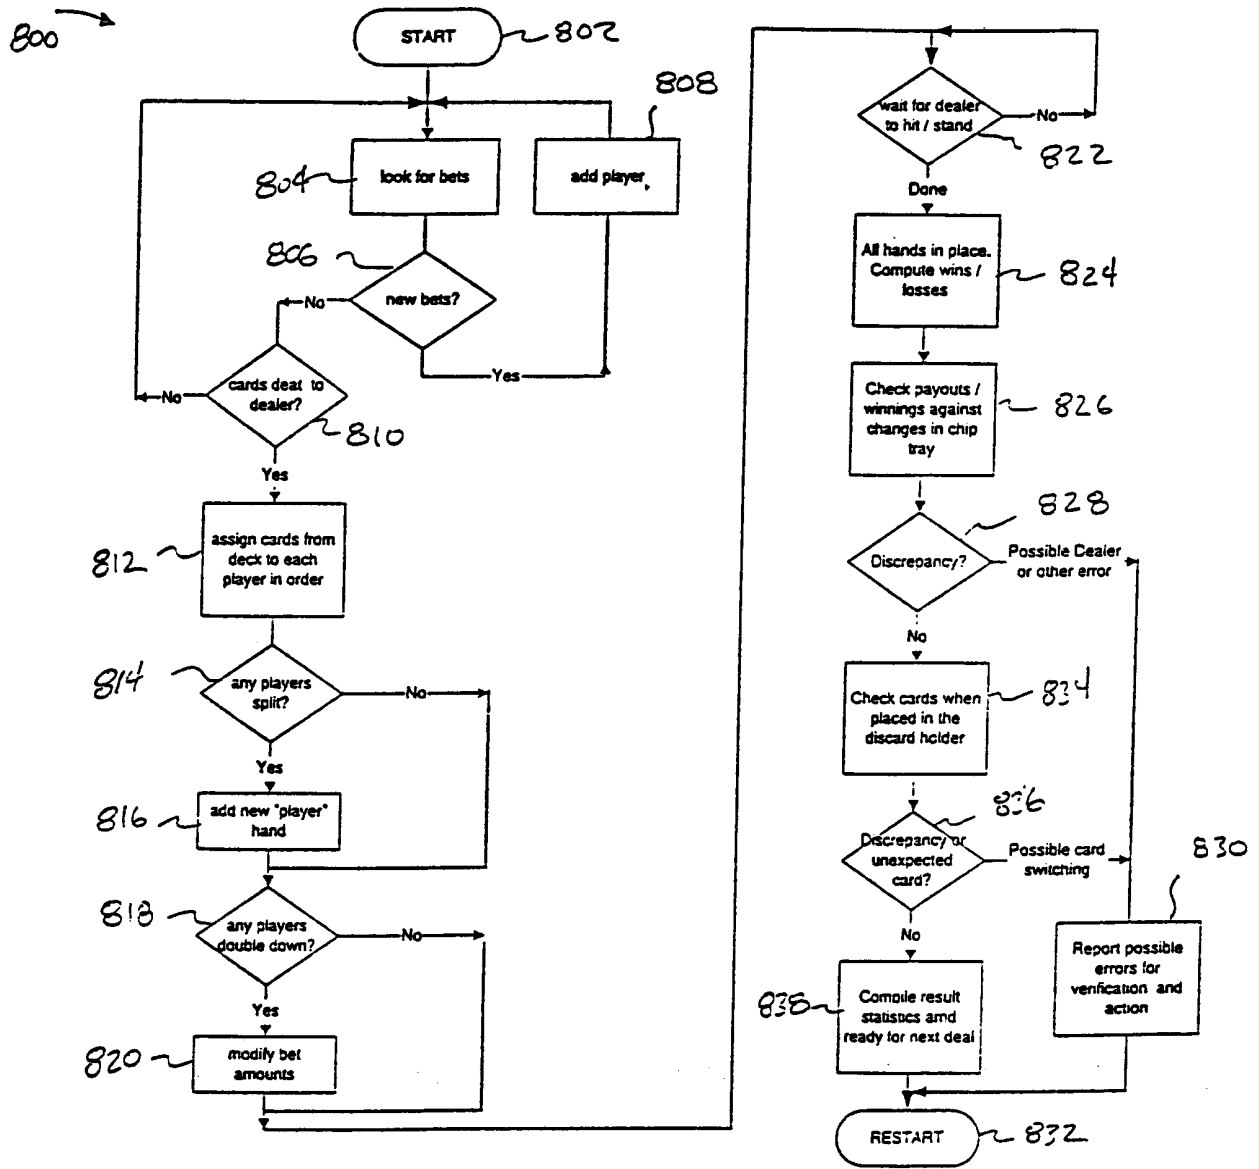 800
START
802
808
look for bets
804
add player
806
new bets?
No
Yes
cards dealt to
dealer?
No
810
Yes
assign cards from
deck to each
player in order
812
any players
split?
814
No
Yes
add new "player"
hand
816
any players
double down?
818
No
Yes
modify bet
amounts
820
wait for dealer
to hit / stand
No
822
Done
All hands in place.
Compute wins /
losses
824
Check payouts /
winnings against
changes in chip
tray
826
828
Discrepancy?
Possible Dealer
or other error
No
Check cards when
placed in the
discard holder
834
836
Discrepancy or
unexpected
card?
Possible card
switching
830
No
Report possible
errors for
verification and
action
Compile result
statistics amd
ready for next deal
838
RESTART
832